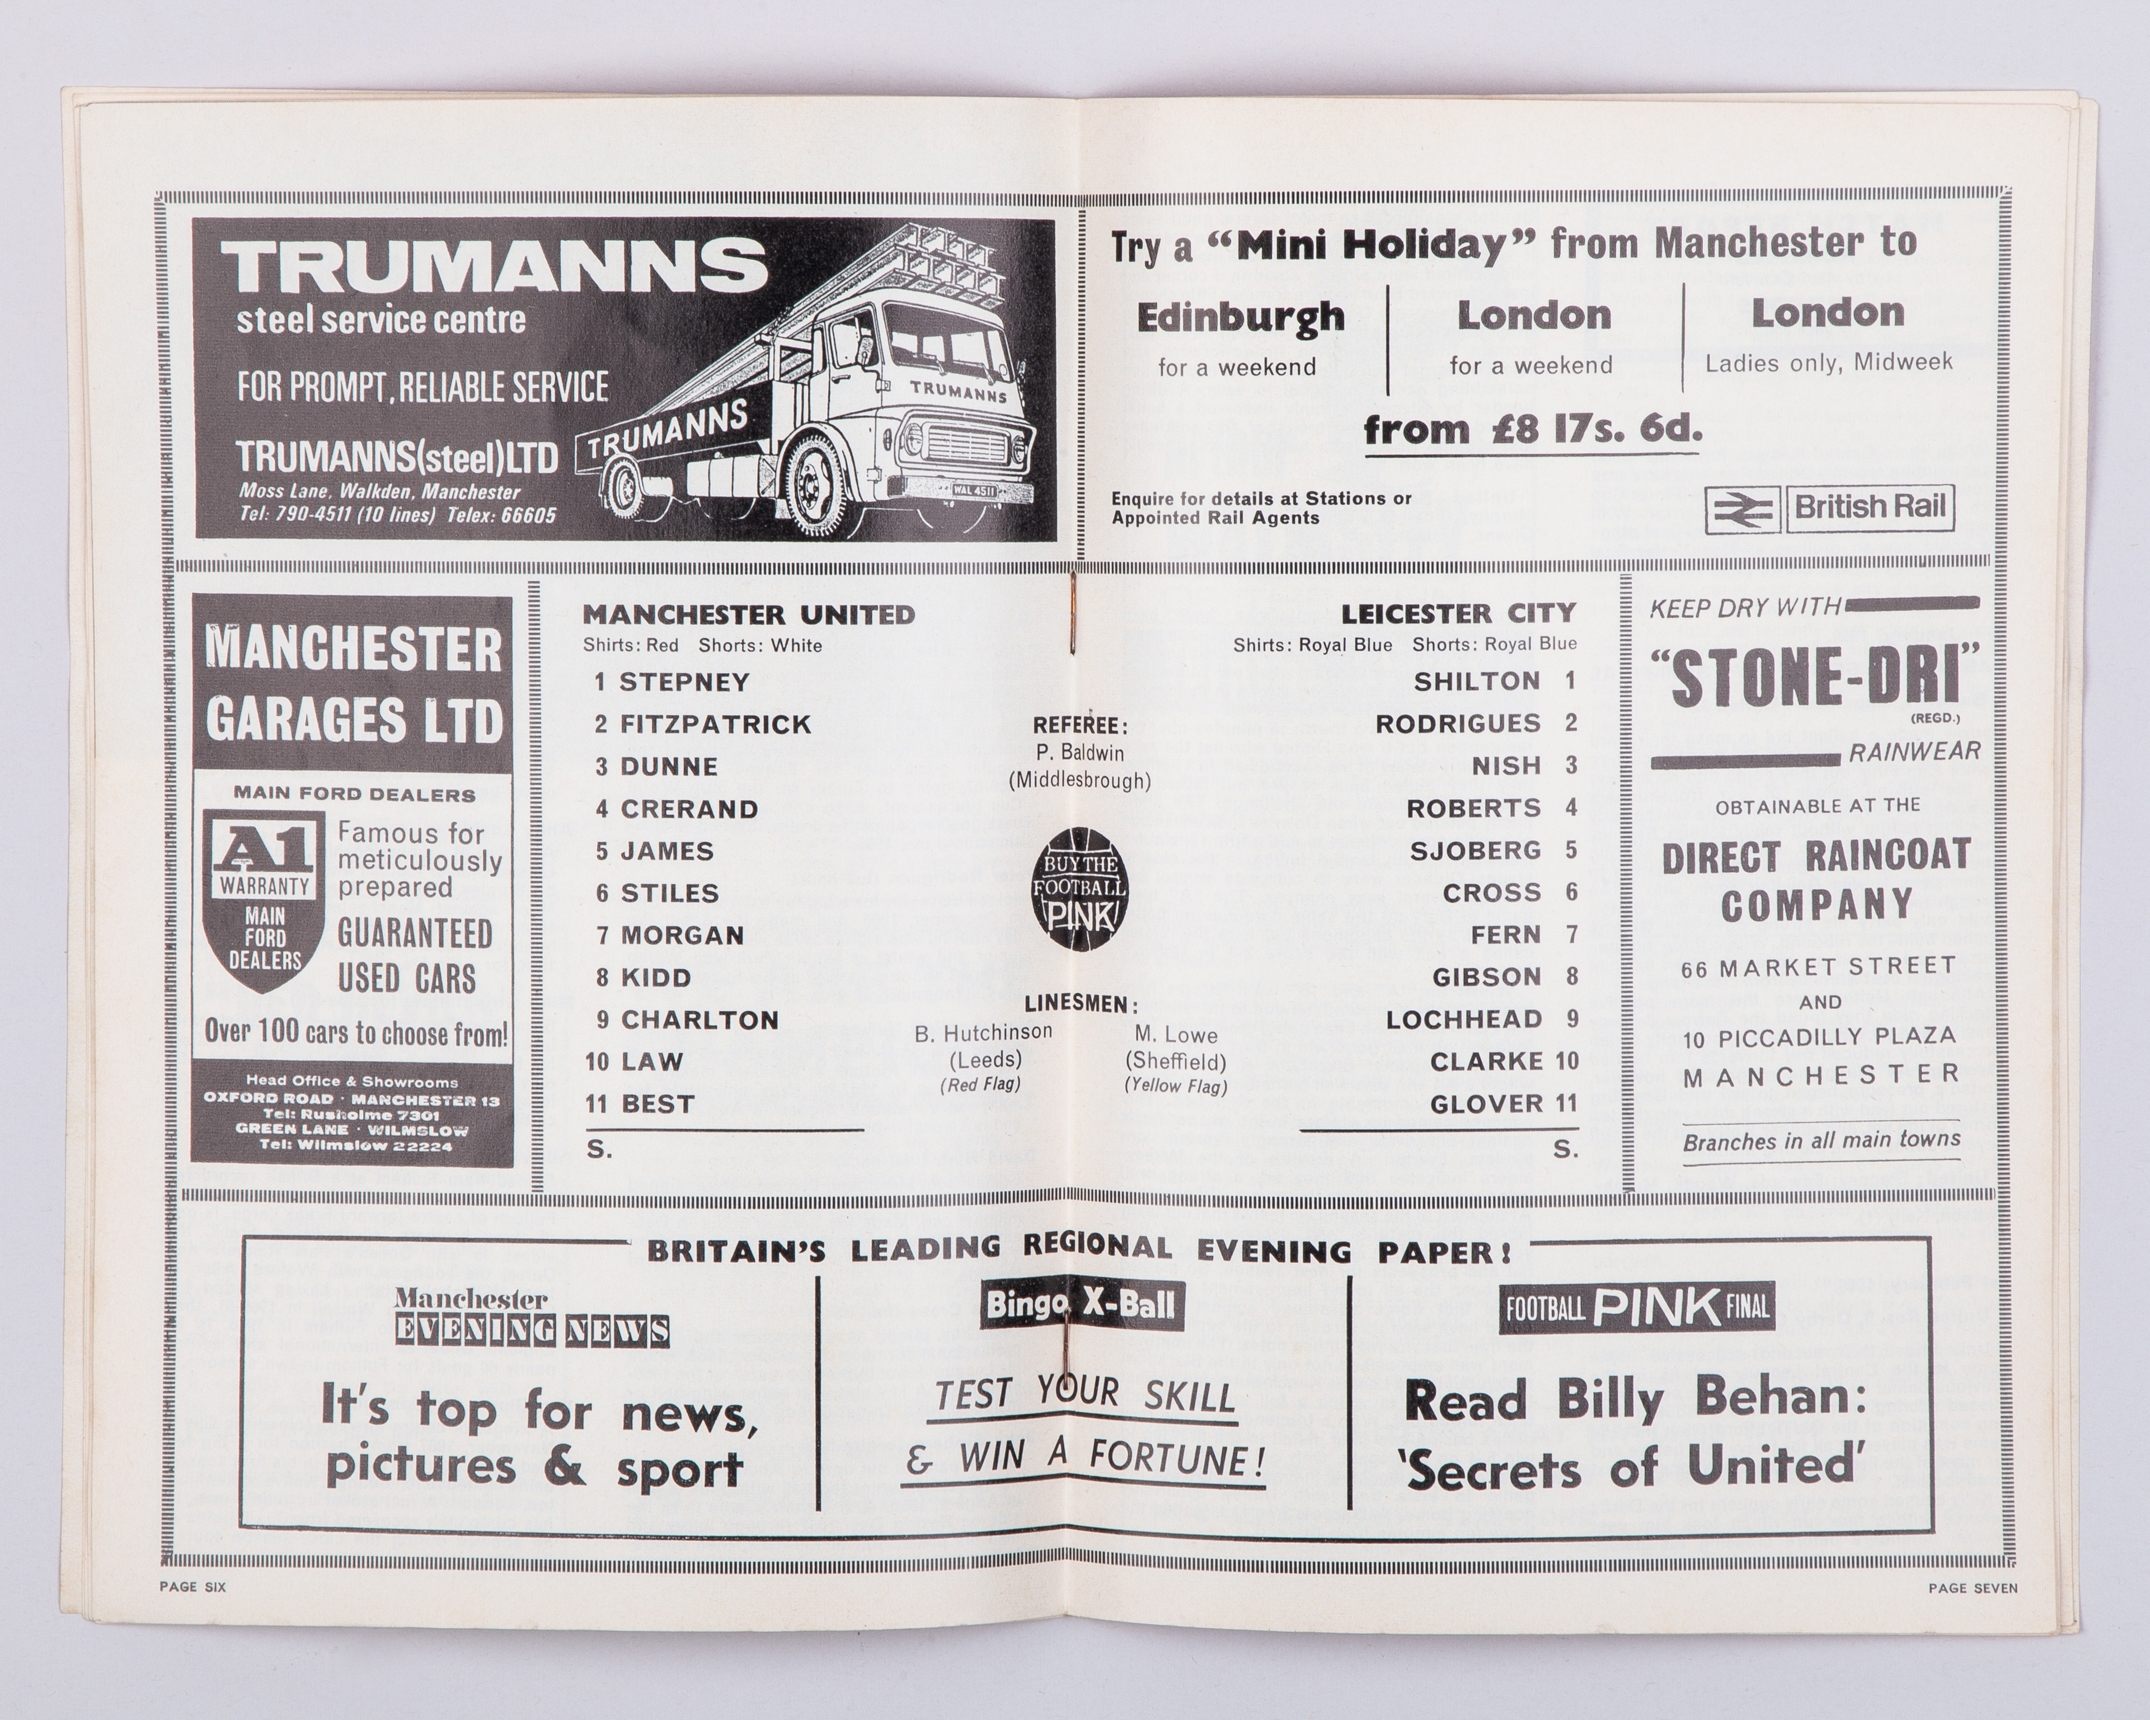 TRUMANNS
steel service centre
FOR PROMPT, RELIABLE SERVICE
TRUMANNS(steel)LTD
Moss Lane, Walkden, Manchester
Tel: 790-4511 (10 lines) Telex: 66605
TRUMANNS
TRUMANNS
WAL 4511
Try a “Mini Holiday” from Manchester to
Edinburgh
for a weekend
London
for a weekend
London
Ladies only, Midweek
from £8 17s. 6d.
Enquire for details at Stations or
Appointed Rail Agents
British Rail
MANCHESTER
GARAGES LTD
MAIN FORD DEALERS
A1
WARRANTY
MAIN
FORD
DEALERS
Famous for
meticulously
prepared
GUARANTEED
USED CARS
Over 100 cars to choose from!
Head Office & Showrooms
OXFORD ROAD · MANCHESTER 13
Tel: Rusholme 7301
GREEN LANE · WILMSLOW
Tel: Wilmslow 22224
MANCHESTER UNITED
Shirts: Red Shorts: White
1 STEPNEY
2 FITZPATRICK
3 DUNNE
4 CRERAND
5 JAMES
6 STILES
7 MORGAN
8 KIDD
9 CHARLTON
10 LAW
11 BEST
S.
REFEREE:
P. Baldwin
(Middlesbrough)
BUY THE
FOOTBALL
PINK
LINESMEN:
B. Hutchinson
(Leeds)
(Red Flag)
M. Lowe
(Sheffield)
(Yellow Flag)
LEICESTER CITY
Shirts: Royal Blue Shorts: Royal Blue
SHILTON 1
RODRIGUES 2
NISH 3
ROBERTS 4
SJOBERG 5
CROSS 6
FERN 7
GIBSON 8
LOCHHEAD 9
CLARKE 10
GLOVER 11
S.
KEEP DRY WITH
“STONE-DRI”
(REGD.)
RAINWEAR
OBTAINABLE AT THE
DIRECT RAINCOAT
COMPANY
66 MARKET STREET
AND
10 PICCADILLY PLAZA
MANCHESTER
Branches in all main towns
BRITAIN'S LEADING REGIONAL EVENING PAPER!
Manchester
EVENING NEWS
It's top for news,
pictures & sport
Bingo X-Ball
TEST YOUR SKILL
& WIN A FORTUNE!
FOOTBALL PINK FINAL
Read Billy Behan:
‘Secrets of United’
PAGE SIX
PAGE SEVEN